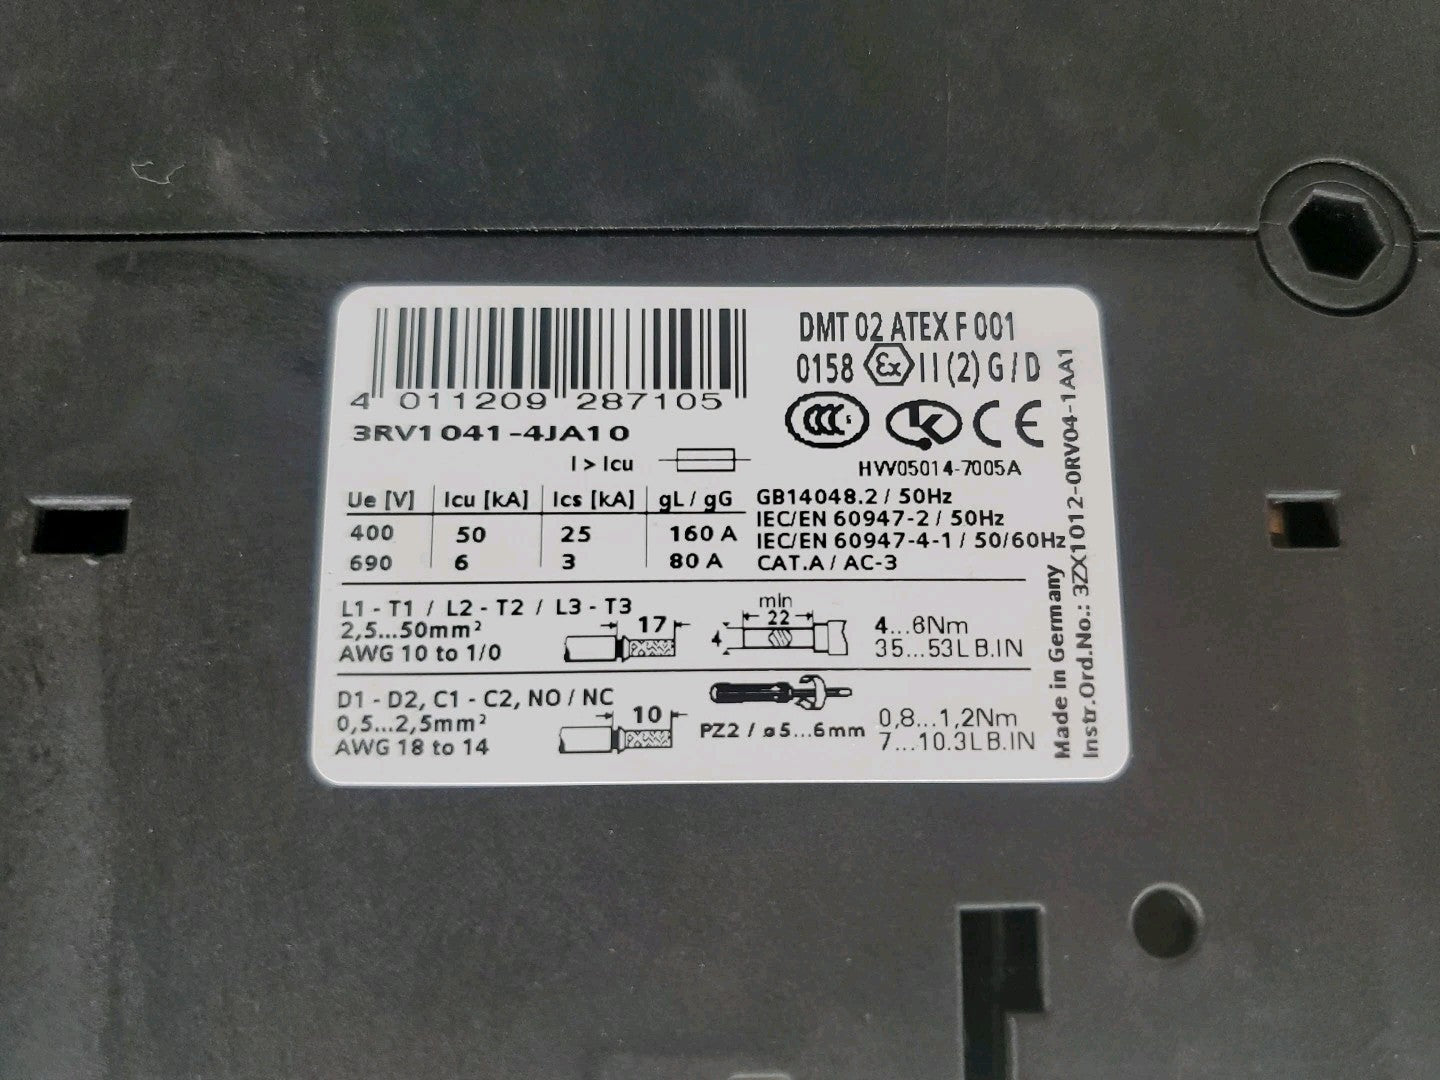 4 011209 287105
DMT 02 ATEX F 001
0158 Ex II (2) G / D
CCC S
CE
3RV1041-4JA10
I > Icu
HVV05014-7005A
Ue [V] Icu [kA] Ics [kA] gL / gG
400 50 25 160 A
690 6 3 80 A
GB14048.2 / 50Hz
IEC/EN 60947-2 / 50Hz
IEC/EN 60947-4-1 / 50/60Hz
CAT.A / AC-3
L1 - T1 / L2 - T2 / L3 - T3
2,5...50mm²
AWG 10 to 1/0
17
min
22
4
4...6Nm
35...53LB.IN
D1 - D2, C1 - C2, NO / NC
0,5...2,5mm²
AWG 18 to 14
10
PZ2 / ø5...6mm
0,8...1,2Nm
7...10.3LB.IN
Made in Germany
Instr.Ord.No.: 3ZX1012-0RV04-1AA1